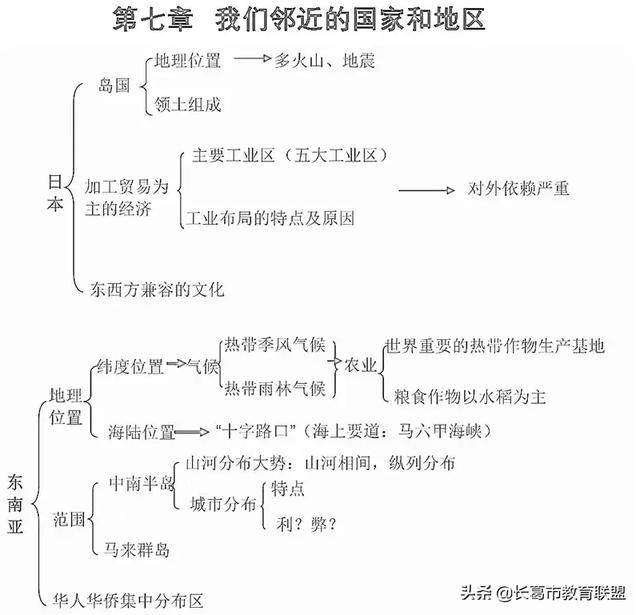 第七章 我们邻近的国家和地区
地理位置
多火山、地震
岛国
领土组成
日本
主要工业区（五大工业区）
加工贸易为
主的经济
对外依赖严重
工业布局的特点及原因
东西方兼容的文化
热带季风气候
世界重要的热带作物生产基地
纬度位置
气候
农业
热带雨林气候
粮食作物以水稻为主
地理
位置
海陆位置
“十字路口”（海上要道：马六甲海峡）
东南亚
山河分布大势：山河相间，纵列分布
中南半岛
特点
城市分布
利？弊？
范围
马来群岛
华人华侨集中分布区
头条 @长葛市教育联盟